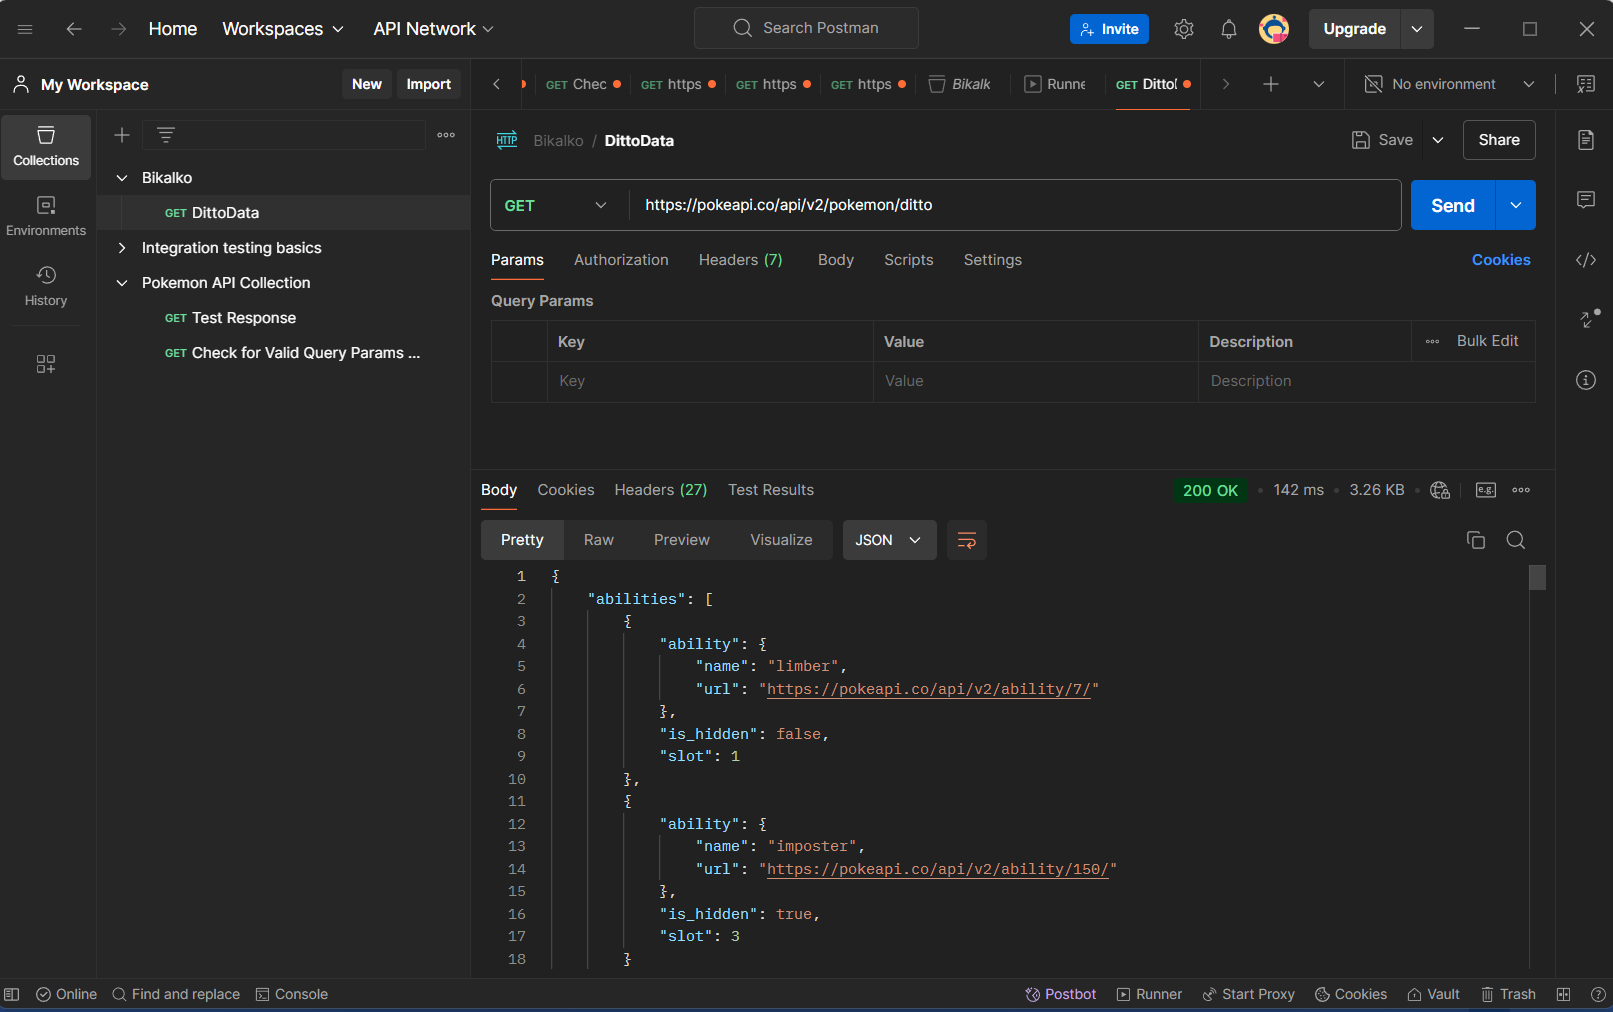 Home Workspaces API Network Search Postman Invite Upgrade
My Workspace New Import GET Chec GET https GET https GET https Bikalk Runne GET Ditto No environment
Collections
Environments
History
Bikalko
GET DittoData
Integration testing basics
Pokemon API Collection
GET Test Response
GET Check for Valid Query Params ...
HTTP Bikalko / DittoData Save Share
GET https://pokeapi.co/api/v2/pokemon/ditto Send
Params Authorization Headers (7) Body Scripts Settings Cookies
Query Params
Key Value Description Bulk Edit
Key Value Description
Body Cookies Headers (27) Test Results 200 OK 142 ms 3.26 KB e.g.
Pretty Raw Preview Visualize JSON
1 {
2 "abilities": [
3 {
4 "ability": {
5 "name": "limber",
6 "url": "https://pokeapi.co/api/v2/ability/7/"
7 },
8 "is_hidden": false,
9 "slot": 1
10 },
11 {
12 "ability": {
13 "name": "imposter",
14 "url": "https://pokeapi.co/api/v2/ability/150/"
15 },
16 "is_hidden": true,
17 "slot": 3
18 }
Online Find and replace Console Postbot Runner Start Proxy Cookies Vault Trash